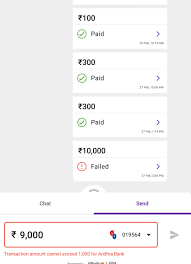 ₹100
Paid
₹300
Paid
₹300
Paid
₹10,000
Failed
Chat
Send
₹ 9,000
019564
Transaction amount cannot exceed 1,000 for Andhra Bank